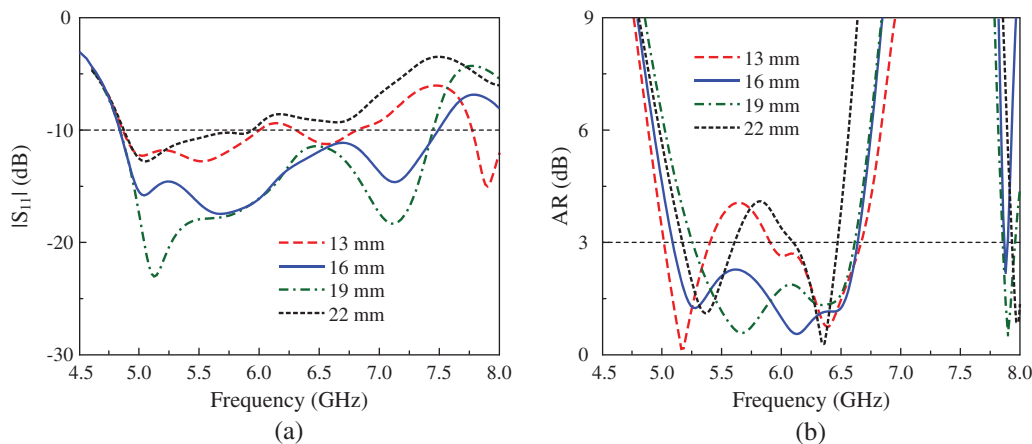 0
-10
-20
-30
|S11| (dB)
13 mm
16 mm
19 mm
22 mm
4.5 5.0 5.5 6.0 6.5 7.0 7.5 8.0
Frequency (GHz)
(a)
9
6
3
0
AR (dB)
13 mm
16 mm
19 mm
22 mm
4.5 5.0 5.5 6.0 6.5 7.0 7.5 8.0
Frequency (GHz)
(b)